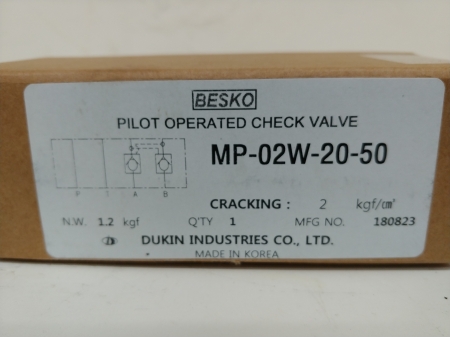 BESKO
PILOT OPERATED CHECK VALVE
MP-02W-20-50
P T A B
CRACKING : 2 kgf/㎠
N.W. 1.2 kgf Q'TY 1 MFG NO. 180823
DUKIN INDUSTRIES CO., LTD.
MADE IN KOREA